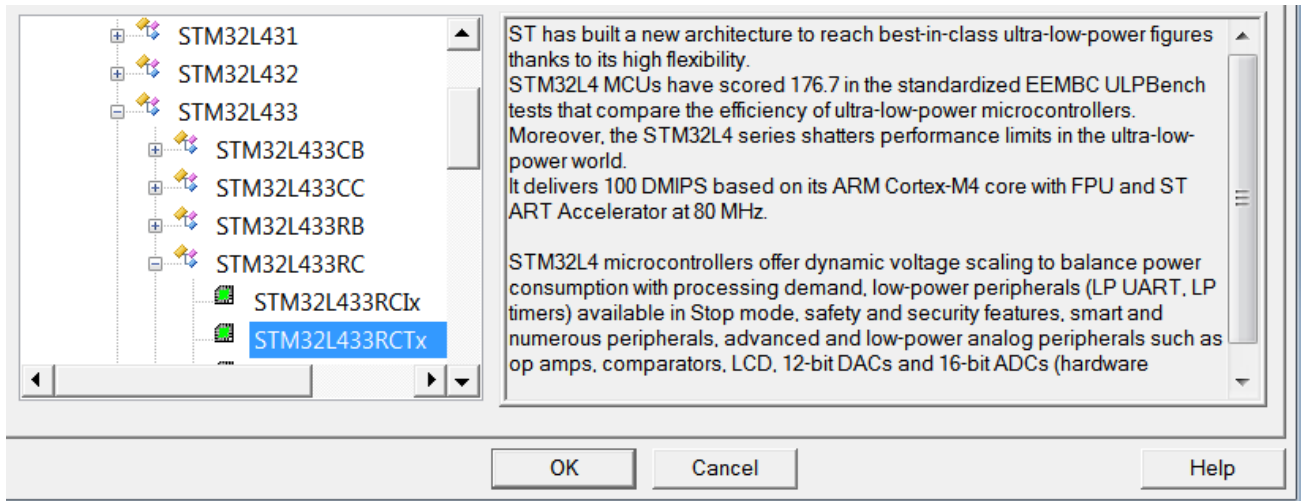 STM32L431
STM32L432
STM32L433
STM32L433CB
STM32L433CC
STM32L433RB
STM32L433RC
STM32L433RCIx
STM32L433RCTx
ST has built a new architecture to reach best-in-class ultra-low-power figures
thanks to its high flexibility.
STM32L4 MCUs have scored 176.7 in the standardized EEMBC ULPBench
tests that compare the efficiency of ultra-low-power microcontrollers.
Moreover, the STM32L4 series shatters performance limits in the ultra-low-
power world.
It delivers 100 DMIPS based on its ARM Cortex-M4 core with FPU and ST
ART Accelerator at 80 MHz.
STM32L4 microcontrollers offer dynamic voltage scaling to balance power
consumption with processing demand, low-power peripherals (LP UART, LP
timers) available in Stop mode, safety and security features, smart and
numerous peripherals, advanced and low-power analog peripherals such as
op amps, comparators, LCD, 12-bit DACs and 16-bit ADCs (hardware
OK
Cancel
Help